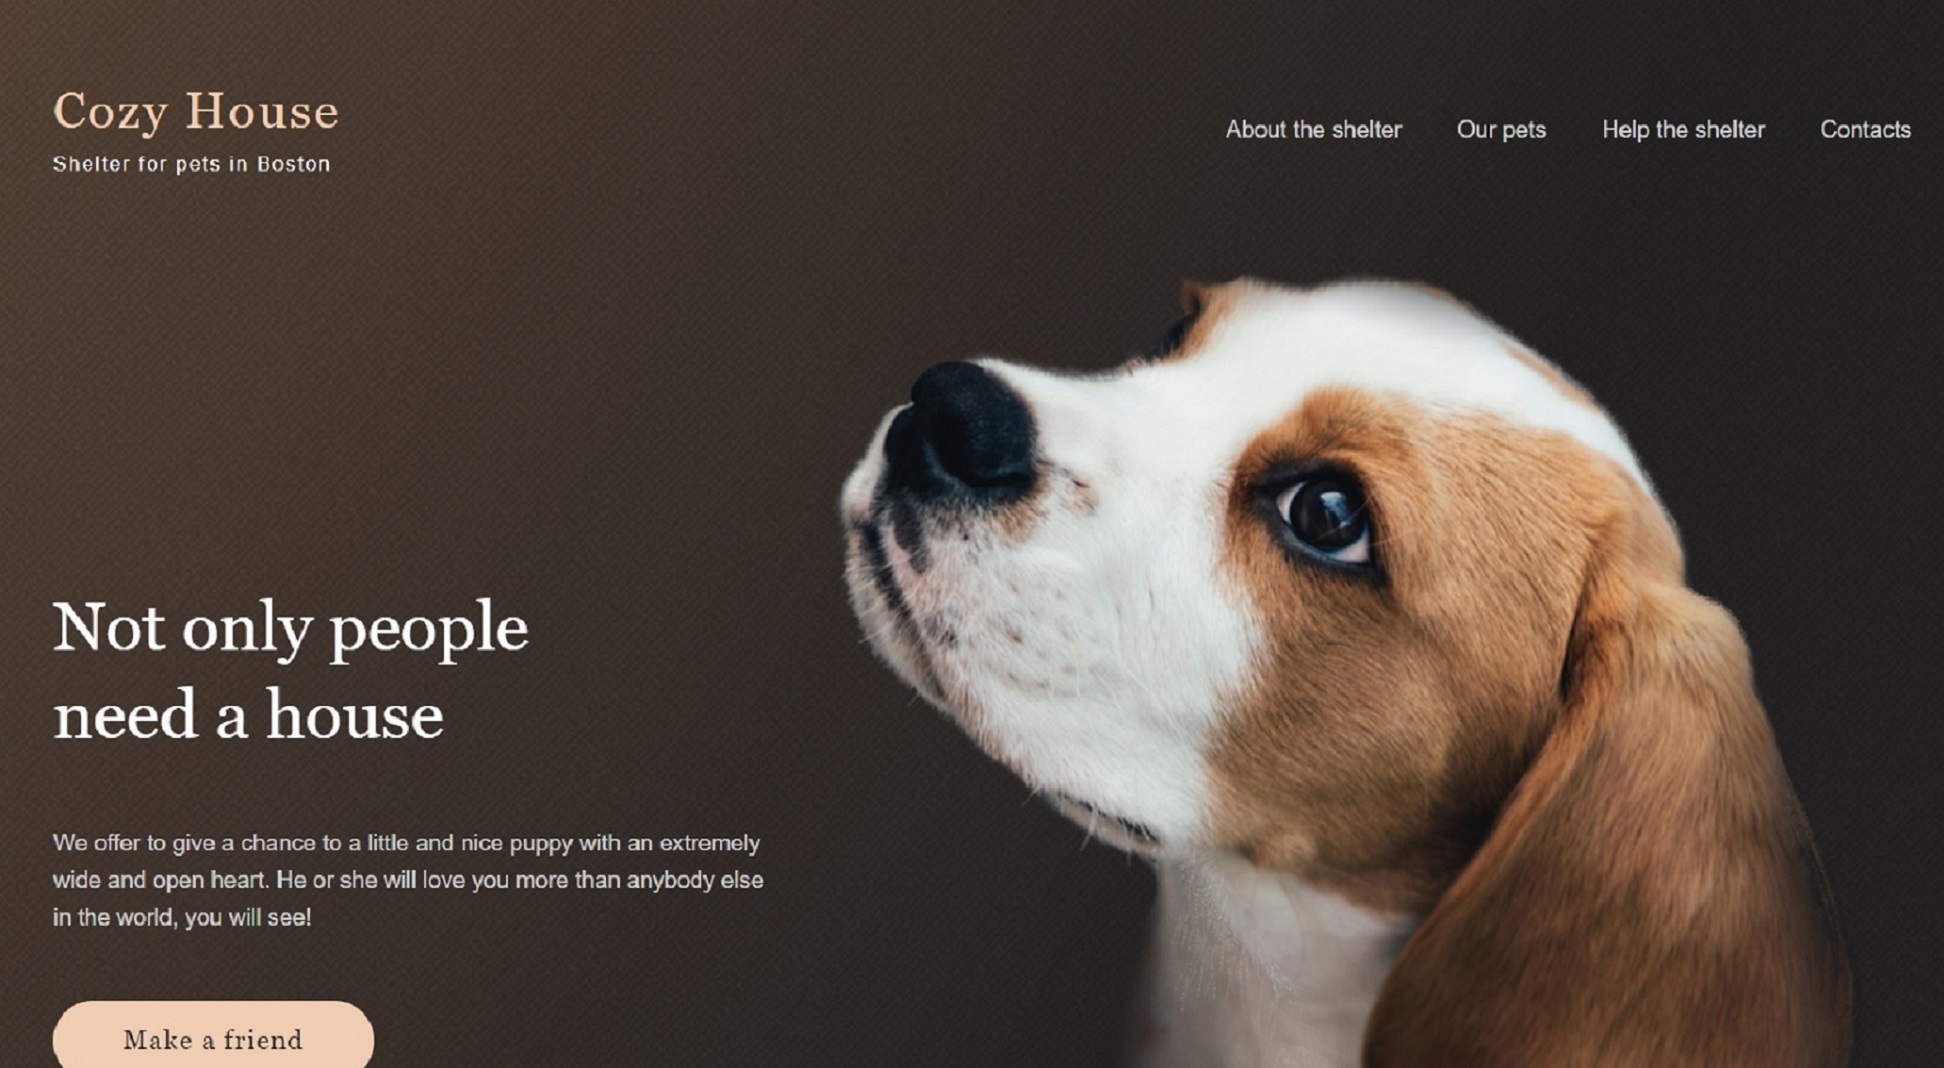 Cozy House
Shelter for pets in Boston
About the shelter
Our pets
Help the shelter
Contacts
Not only people
need a house
We offer to give a chance to a little and nice puppy with an extremely
wide and open heart. He or she will love you more than anybody else
in the world, you will see!
Make a friend